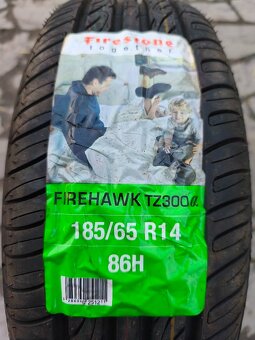 Firestone
together
FIREHAWK TZ300α
185/65 R14
86H